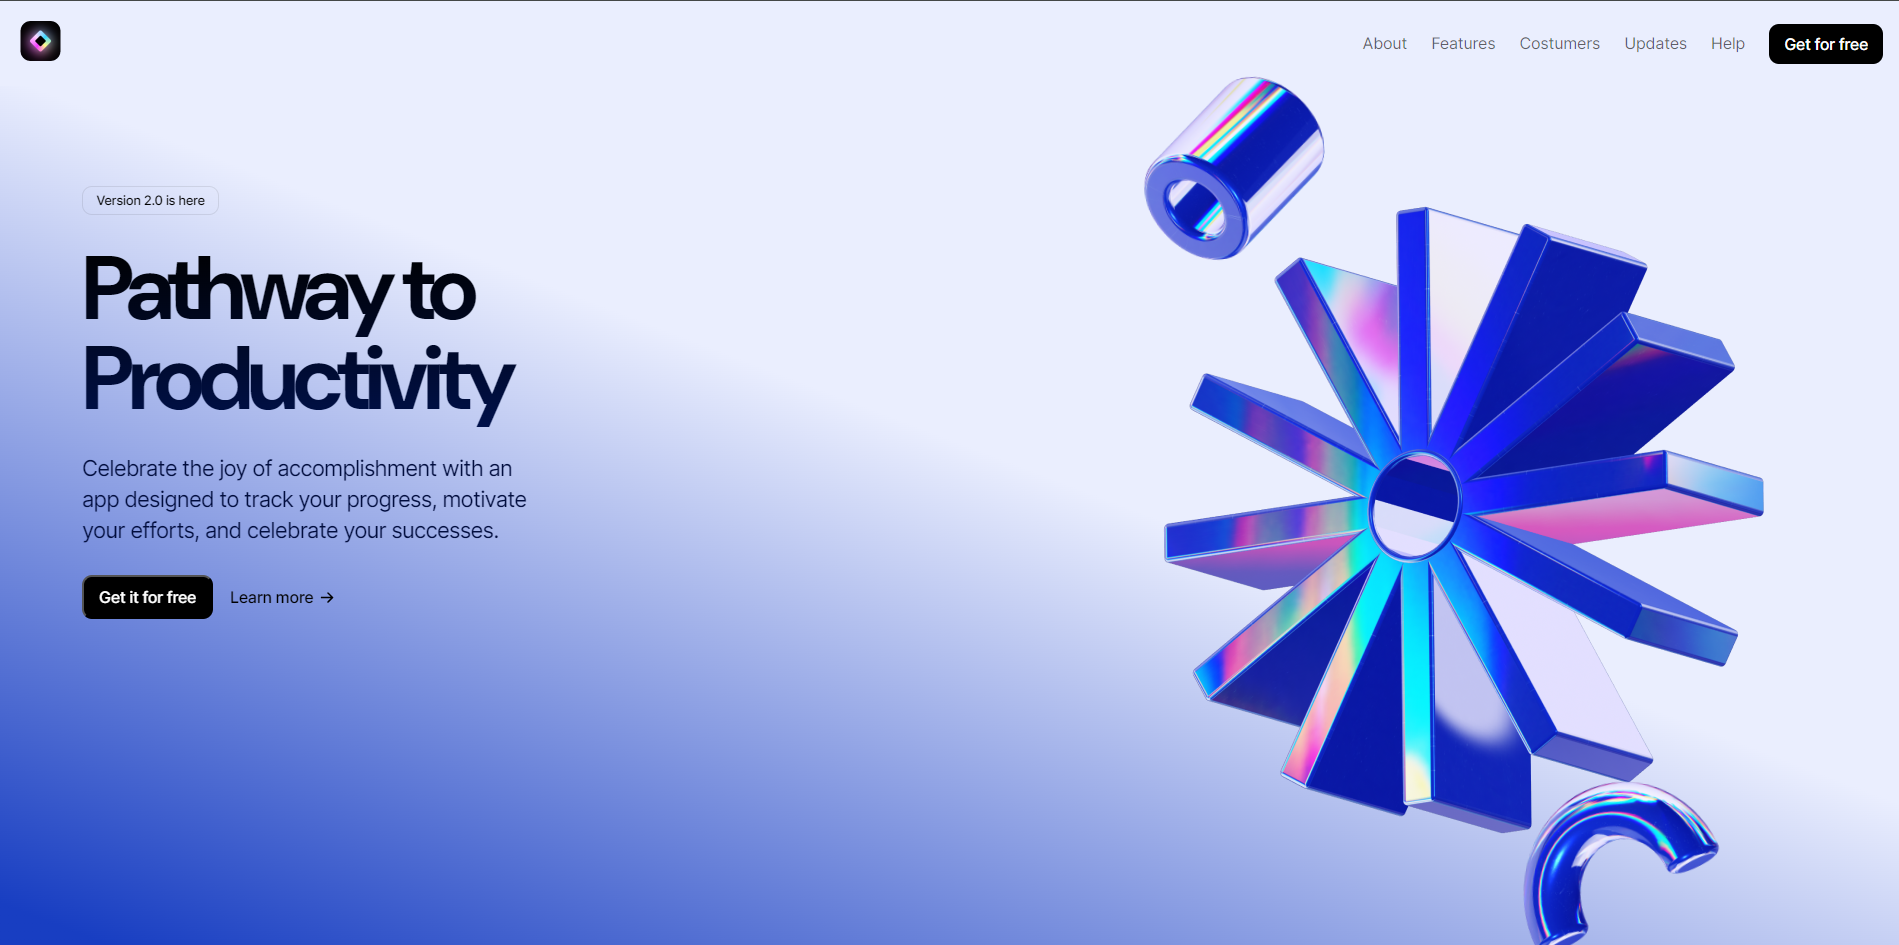 About
Features
Costumers
Updates
Help
Get for free
Version 2.0 is here
Pathway to
Productivity
Celebrate the joy of accomplishment with an
app designed to track your progress, motivate
your efforts, and celebrate your successes.
Get it for free
Learn more →